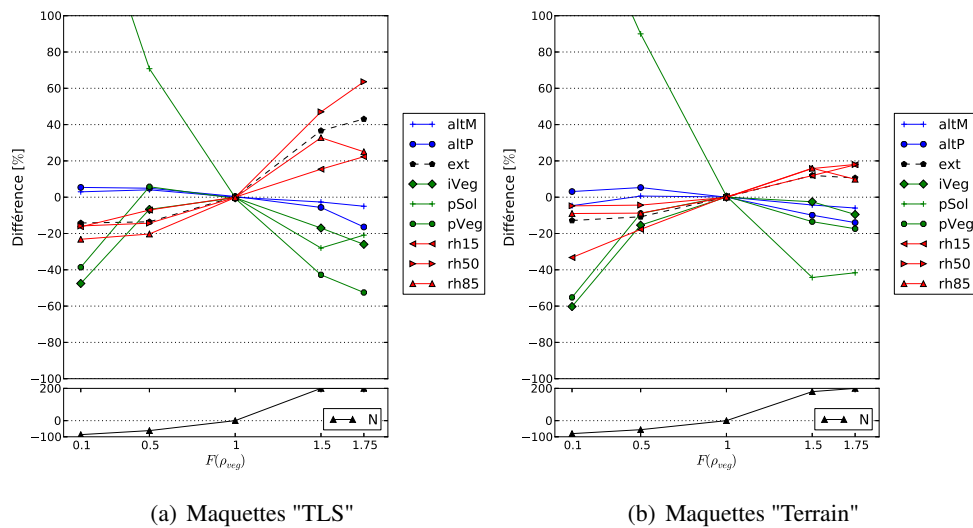 100
80
60
40
20
0
−20
−40
−60
−80
−100
Différence [%]
altM
altP
ext
iVeg
pSol
pVeg
rh15
rh50
rh85
200
0
−100
N
0.1
0.5
1
1.5
1.75
F(ρveg)
(a) Maquettes "TLS"
100
80
60
40
20
0
−20
−40
−60
−80
−100
Différence [%]
altM
altP
ext
iVeg
pSol
pVeg
rh15
rh50
rh85
200
0
−100
N
0.1
0.5
1
1.5
1.75
F(ρveg)
(b) Maquettes "Terrain"